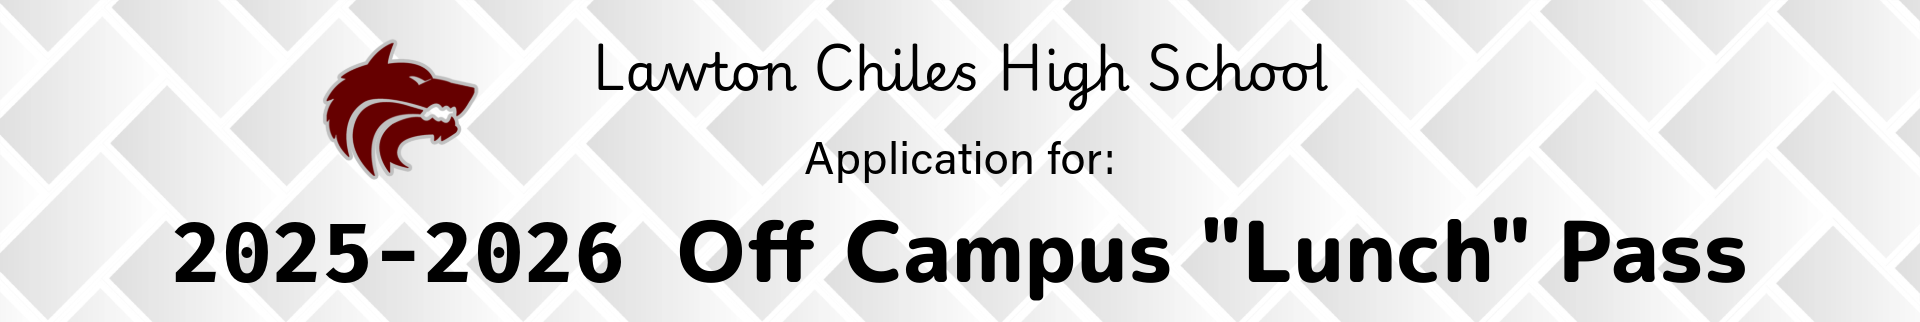 Lawton Chiles High School
Application for:
2025-2026 Off Campus "Lunch" Pass